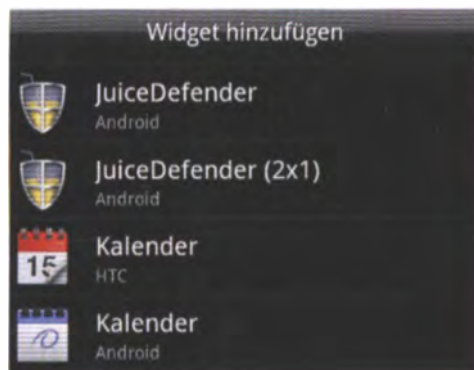 Widget hinzufügen
JuiceDefender
Android
JuiceDefender (2x1)
Android
15
Kalender
HTC
Kalender
Android